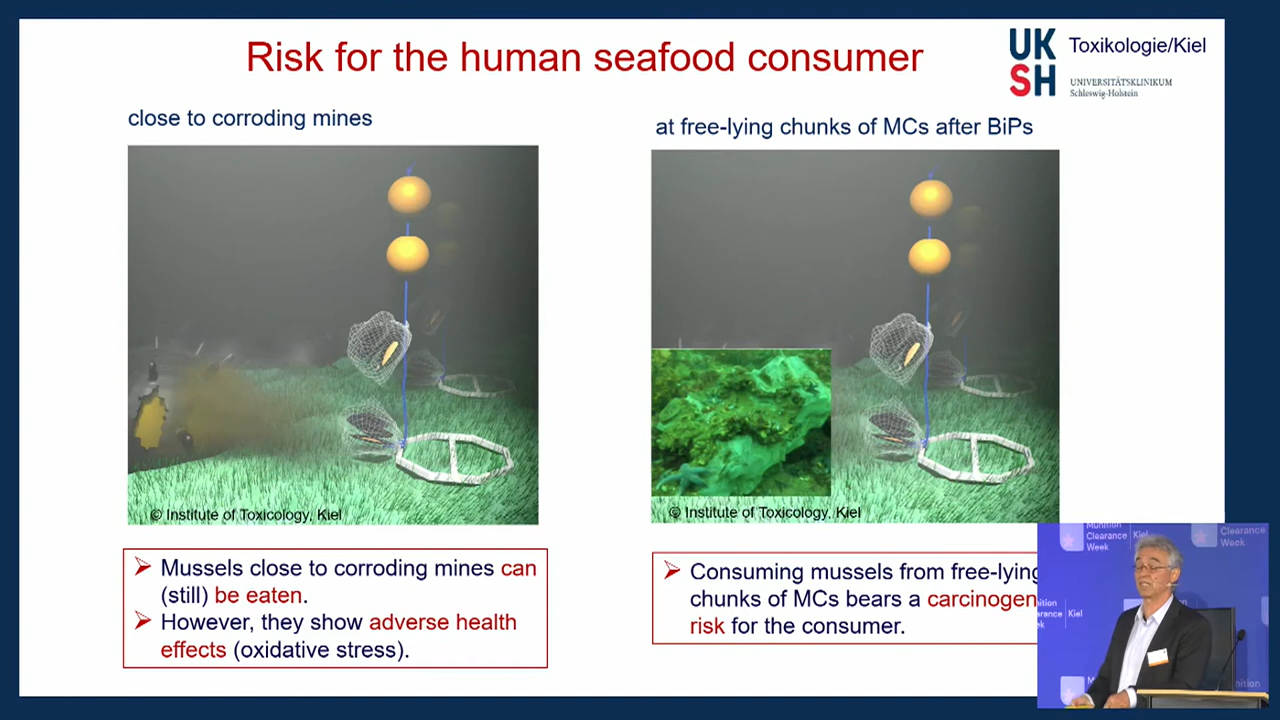 Risk for the human seafood consumer
UK
SH
Toxikologie/Kiel
UNIVERSITÄTSKLINIKUM
Schleswig-Holstein
close to corroding mines
at free-lying chunks of MCs after BiPs
© Institute of Toxicology, Kiel
© Institute of Toxicology. Kiel
Mussels close to corroding mines can
(still) be eaten.
However, they show adverse health
effects (oxidative stress).
Consuming mussels from free-lying
chunks of MCs bears a carcinogen
risk for the consumer.
Munition
Clearance
Week
Kiel
Clearance
Week
Kiel